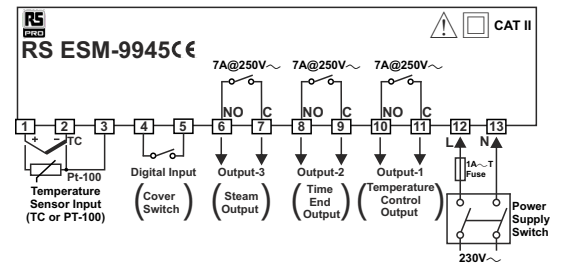 RS
PRO
RS ESM-9945 CE
CAT II
7A@250V~ 7A@250V~ 7A@250V~
NO C NO C NO C
1 2 3 4 5 6 7 8 9 10 11 12 13
+ - TC
L N
Pt-100
1A~T
Fuse
Temperature
Sensor Input
(TC or PT-100)
Digital Input
(Cover
Switch)
Output-3
(Steam
Output)
Output-2
(Time
End
Output)
Output-1
(Temperature
Control
Output)
Power
Supply
Switch
230V~